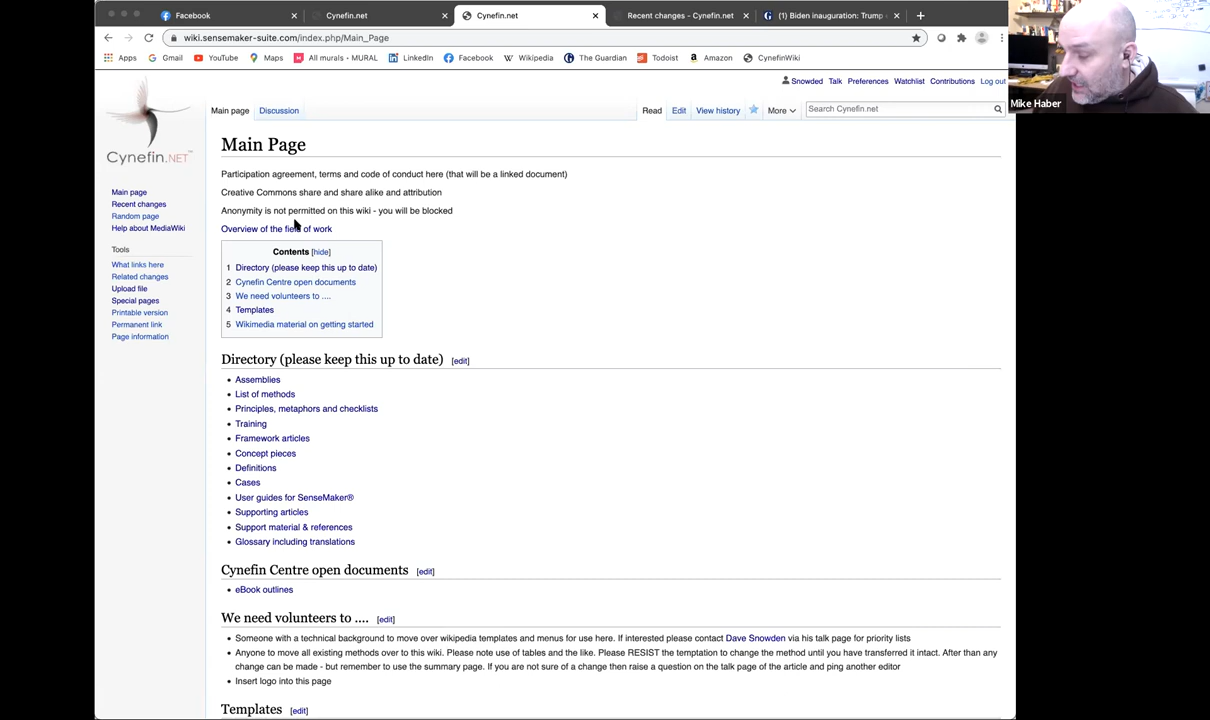 Facebook
Cynefin.net
Cynefin.net
Recent changes - Cynefin.net
(1) Biden inauguration: Trump
wiki.sensemaker-suite.com/index.php/Main_Page
Apps
Gmail
YouTube
Maps
All murals • MURAL
LinkedIn
Facebook
Wikipedia
The Guardian
Todoist
Amazon
CynefinWiki
Mike Haber
Snowded
Talk
Preferences
Watchlist
Contributions
Log out
Main page
Discussion
Read
Edit
View history
More
Search Cynefin.net
Cynefin.NET™
Main page
Recent changes
Random page
Help about MediaWiki
Tools
What links here
Related changes
Upload file
Special pages
Printable version
Permanent link
Page information
Main Page
Participation agreement, terms and code of conduct here (that will be a linked document)
Creative Commons share and share alike and attribution
Anonymity is not permitted on this wiki - you will be blocked
Overview of the field of work
Contents [hide]
1 Directory (please keep this up to date)
2 Cynefin Centre open documents
3 We need volunteers to ....
4 Templates
5 Wikimedia material on getting started
Directory (please keep this up to date) [edit]
• Assemblies
• List of methods
• Principles, metaphors and checklists
• Training
• Framework articles
• Concept pieces
• Definitions
• Cases
• User guides for SenseMaker®
• Supporting articles
• Support material & references
• Glossary including translations
Cynefin Centre open documents [edit]
• eBook outlines
We need volunteers to .... [edit]
• Someone with a technical background to move over wikipedia templates and menus for use here. If interested please contact Dave Snowden via his talk page for priority lists
• Anyone to move all existing methods over to this wiki. Please note use of tables and the like. Please RESIST the temptation to change the method until you have transferred it intact. After than any
change can be made - but remember to use the summary page. If you are not sure of a change then raise a question on the talk page of the article and ping another editor
• Insert logo into this page
Templates [edit]